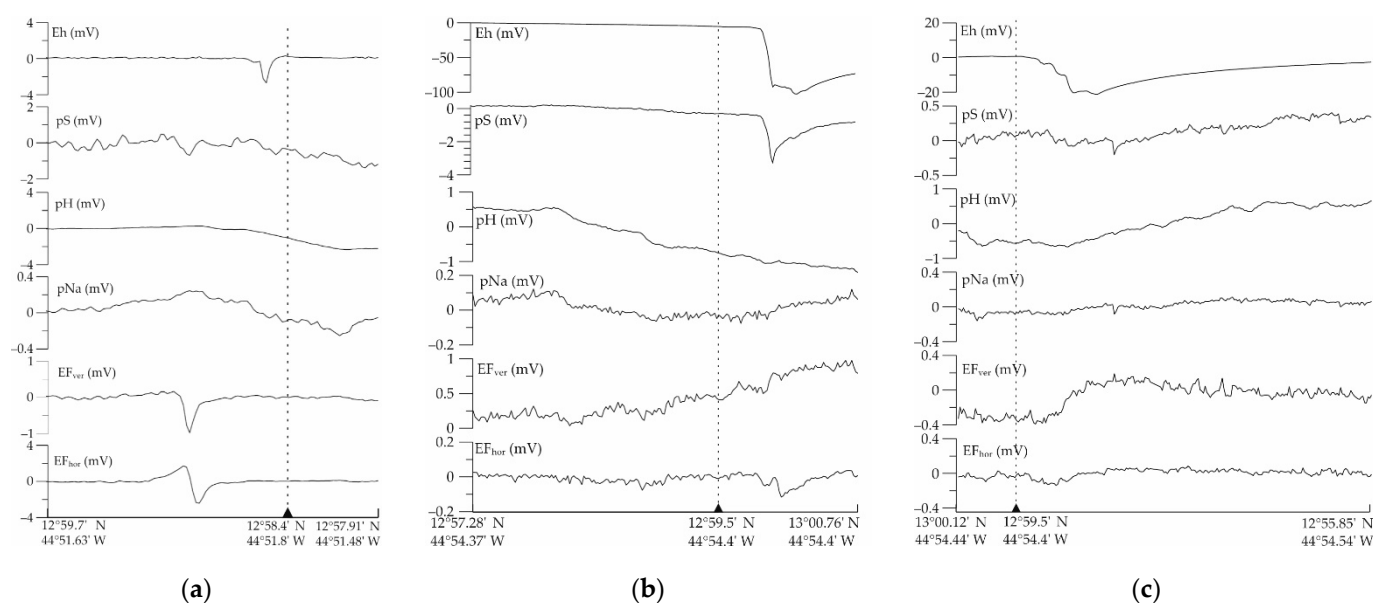 4
Eh (mV)
0
−4
2
pS (mV)
0
−2
4
pH (mV)
2
0
−2
4
0.4
pNa (mV)
0
−0.4
1
EFver (mV)
0
−1
4
EFhor (mV)
2
0
−2
−4
12°59.7' N 12°58.4' N 12°57.91' N
44°51.63' W 44°51.8' W 44°51.48' W
(a)
0
Eh (mV)
−50
−100
0
pS (mV)
−2
−4
1
pH (mV)
0
−1
0.2
pNa (mV)
0
−0.2
1
EFver (mV)
0.5
0
0.2
EFhor (mV)
0
−0.2
12°57.28' N 12°59.5' N 13°00.76' N
44°54.37' W 44°54.4' W 44°54.4' W
(b)
20
Eh (mV)
0
−20
0.5
pS (mV)
0
−0.5
1
pH (mV)
0
−1
0.4
pNa (mV)
0
−0.4
0.4
EFver (mV)
0
−0.4
0.4
EFhor (mV)
0
−0.4
13°00.12' N 12°59.5' N 12°55.85' N
44°54.44' W 44°54.4' W 44°54.54' W
(c)